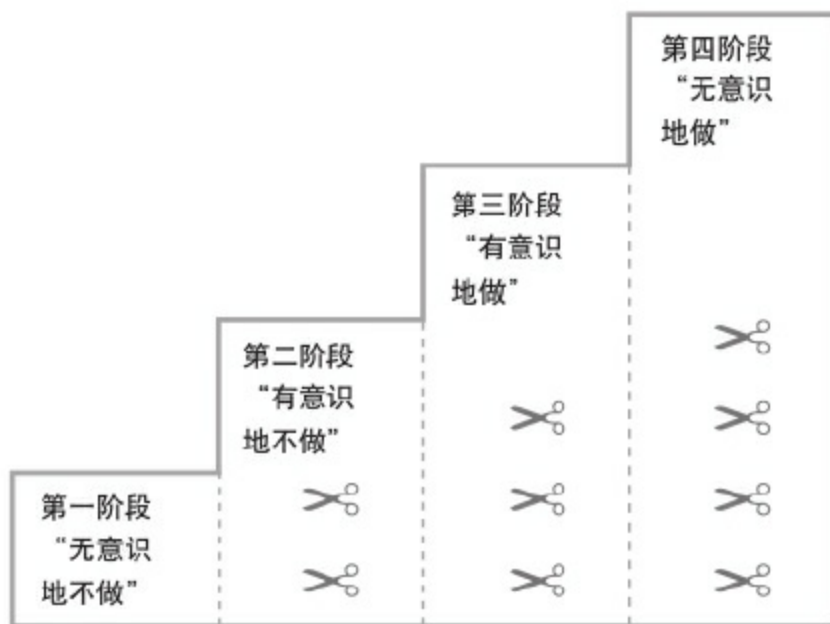 第四阶段
“无意识
地做”
第三阶段
“有意识
地做”
第二阶段
“有意识
地不做”
第一阶段
“无意识
地不做”